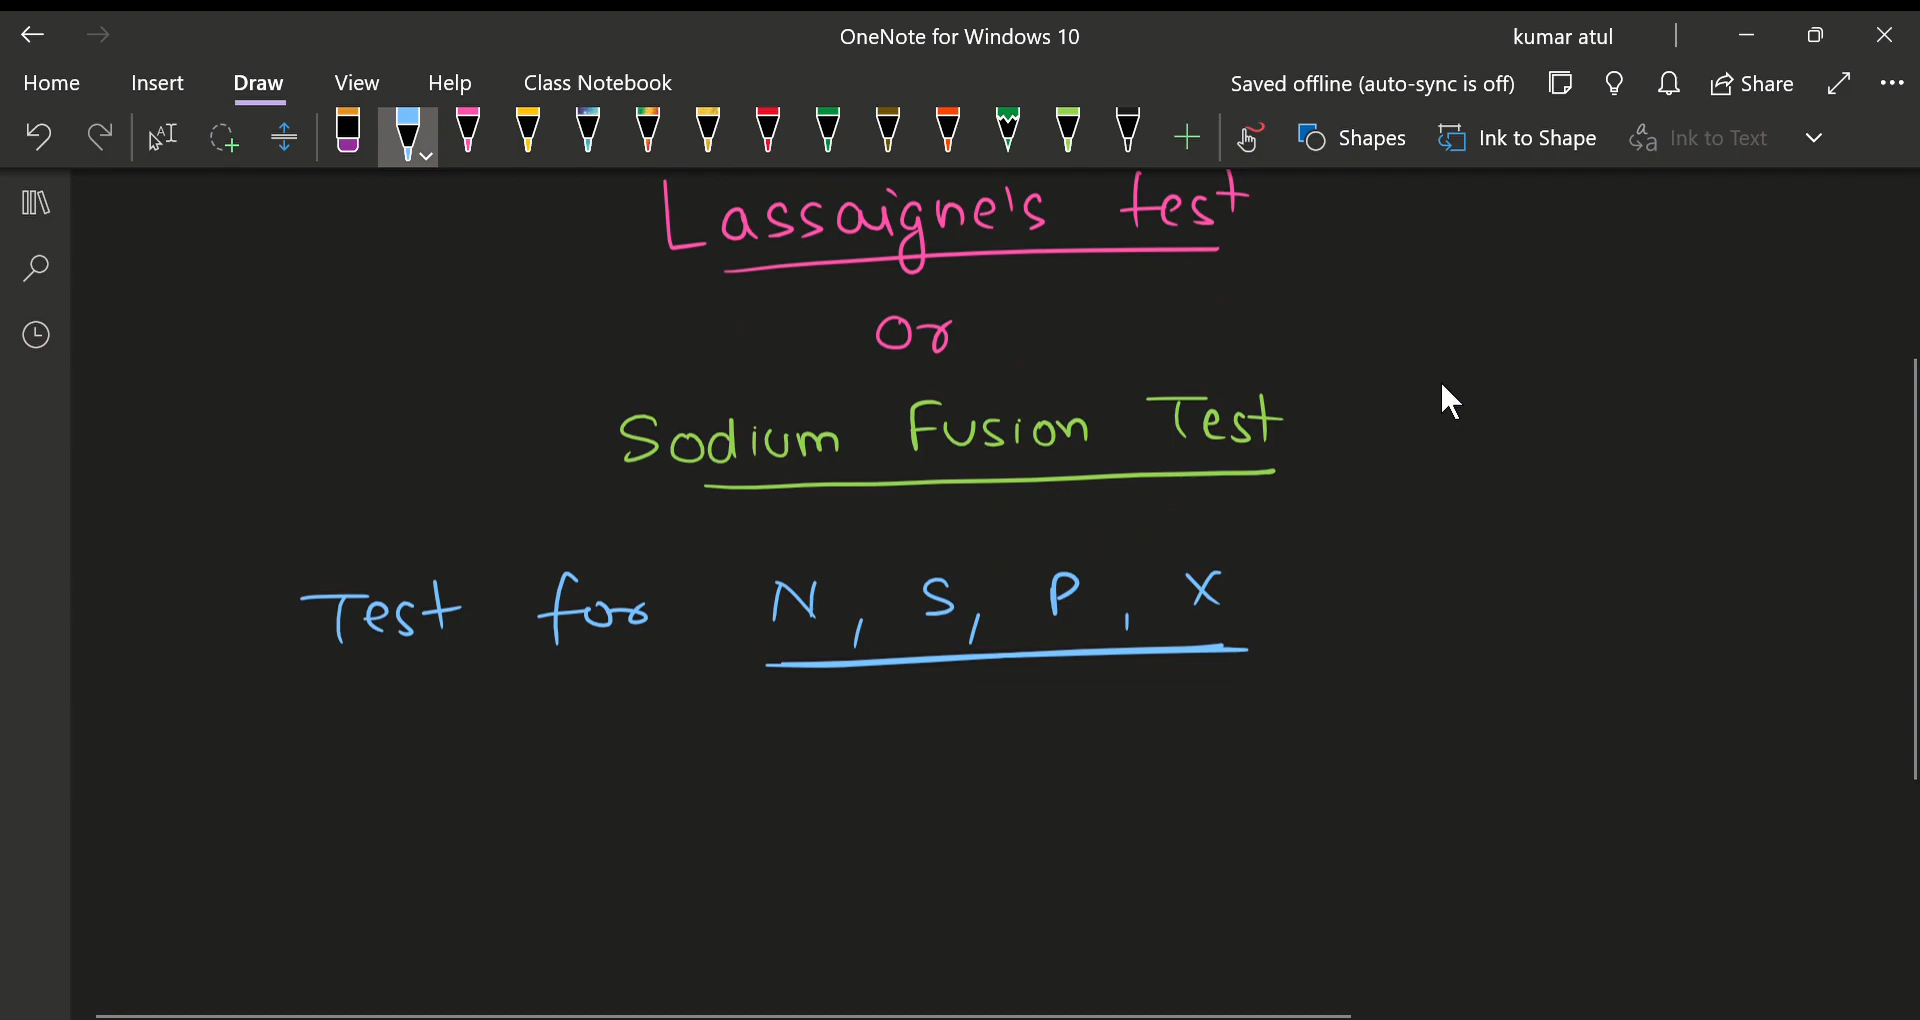 OneNote for Windows 10
kumar atul
Home Insert Draw View Help Class Notebook
Saved offline (auto-sync is off) Share
Shapes Ink to Shape Ink to Text
Lassaigne's test
Or
Sodium Fusion Test
Test for N, S, P, X